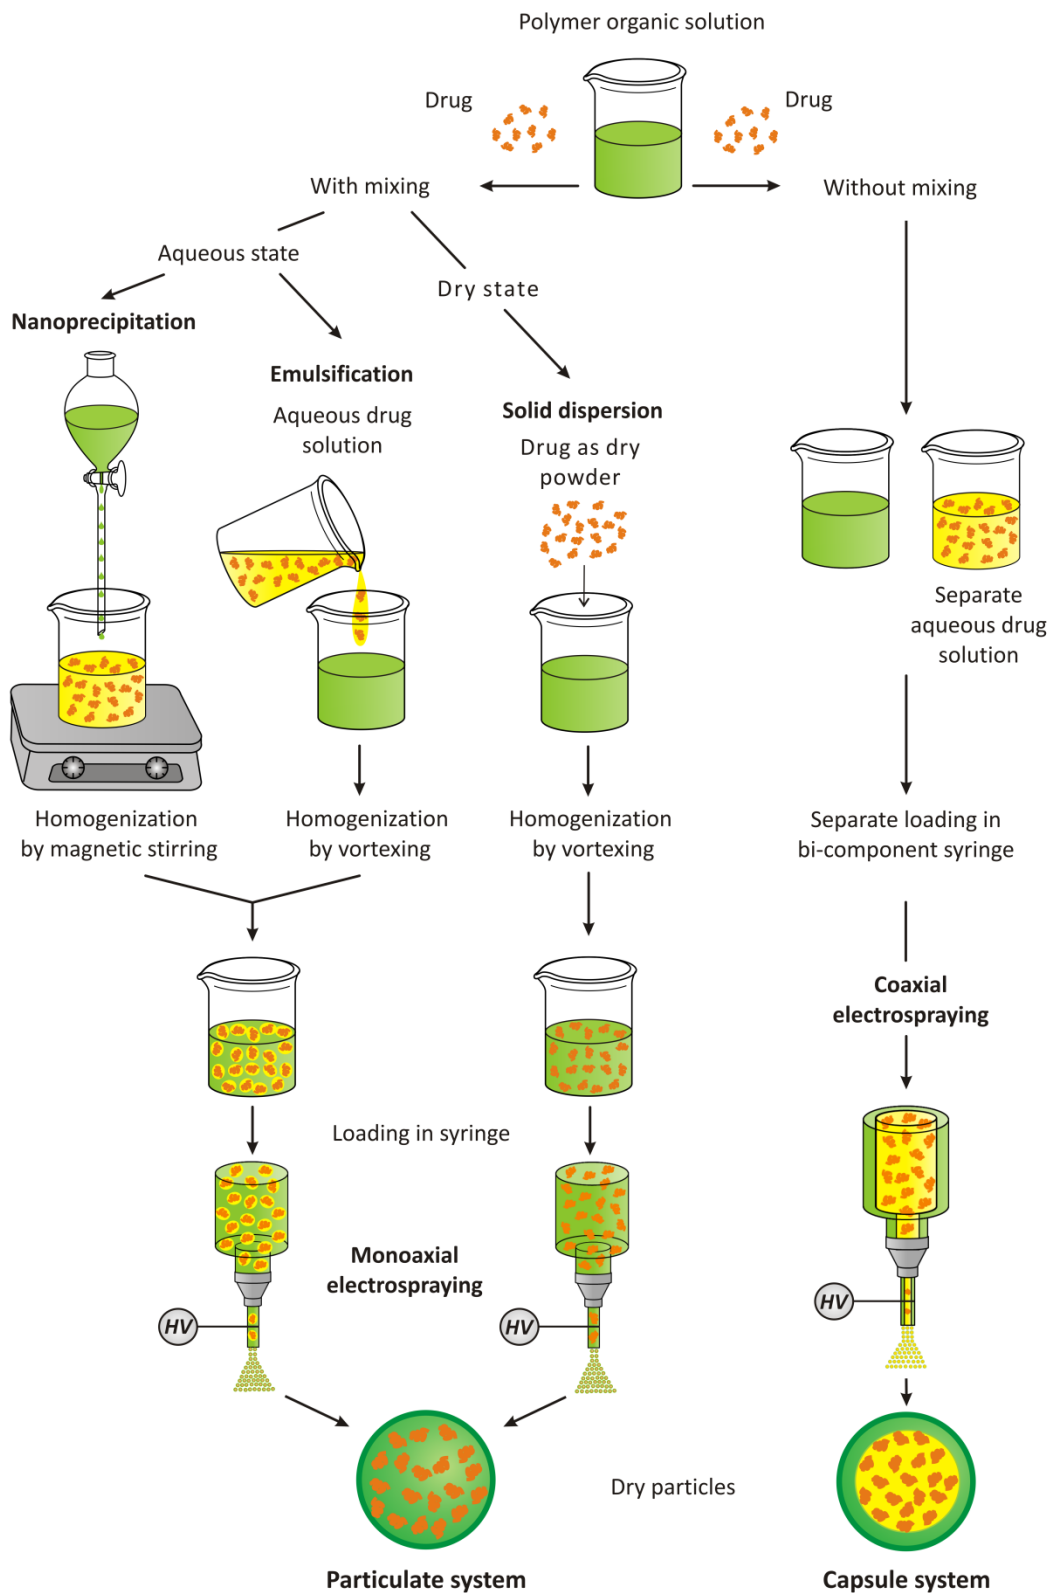 Polymer organic solution
Drug
Drug
With mixing
Without mixing
Aqueous state
Dry state
Nanoprecipitation
Emulsification
Aqueous drug
solution
Solid dispersion
Drug as dry
powder
Separate
aqueous drug
solution
Homogenization
by magnetic stirring
Homogenization
by vortexing
Homogenization
by vortexing
Separate loading in
bi-component syringe
Coaxial
electrospraying
Loading in syringe
Monoaxial
electrospraying
HV
HV
HV
Dry particles
Particulate system
Capsule system